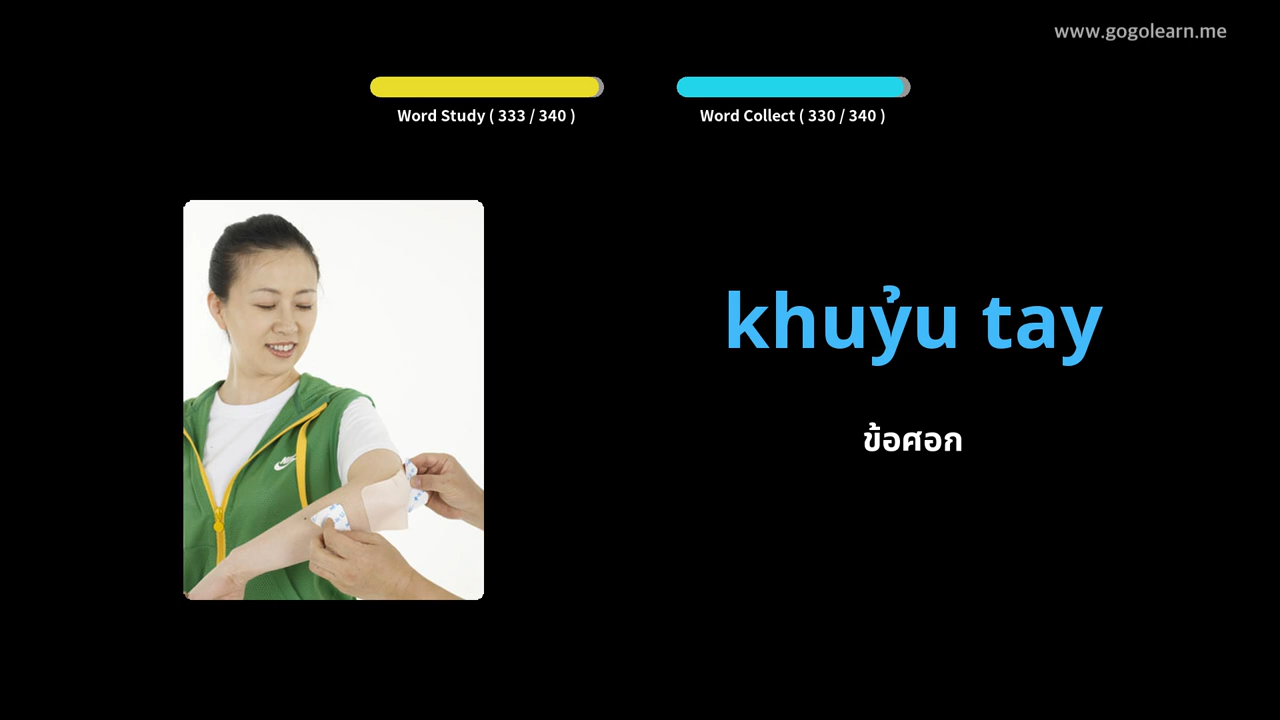 www.gogolearn.me
Word Study ( 333 / 340 )
Word Collect ( 330 / 340 )
khuỷu tay
ข้อศอก